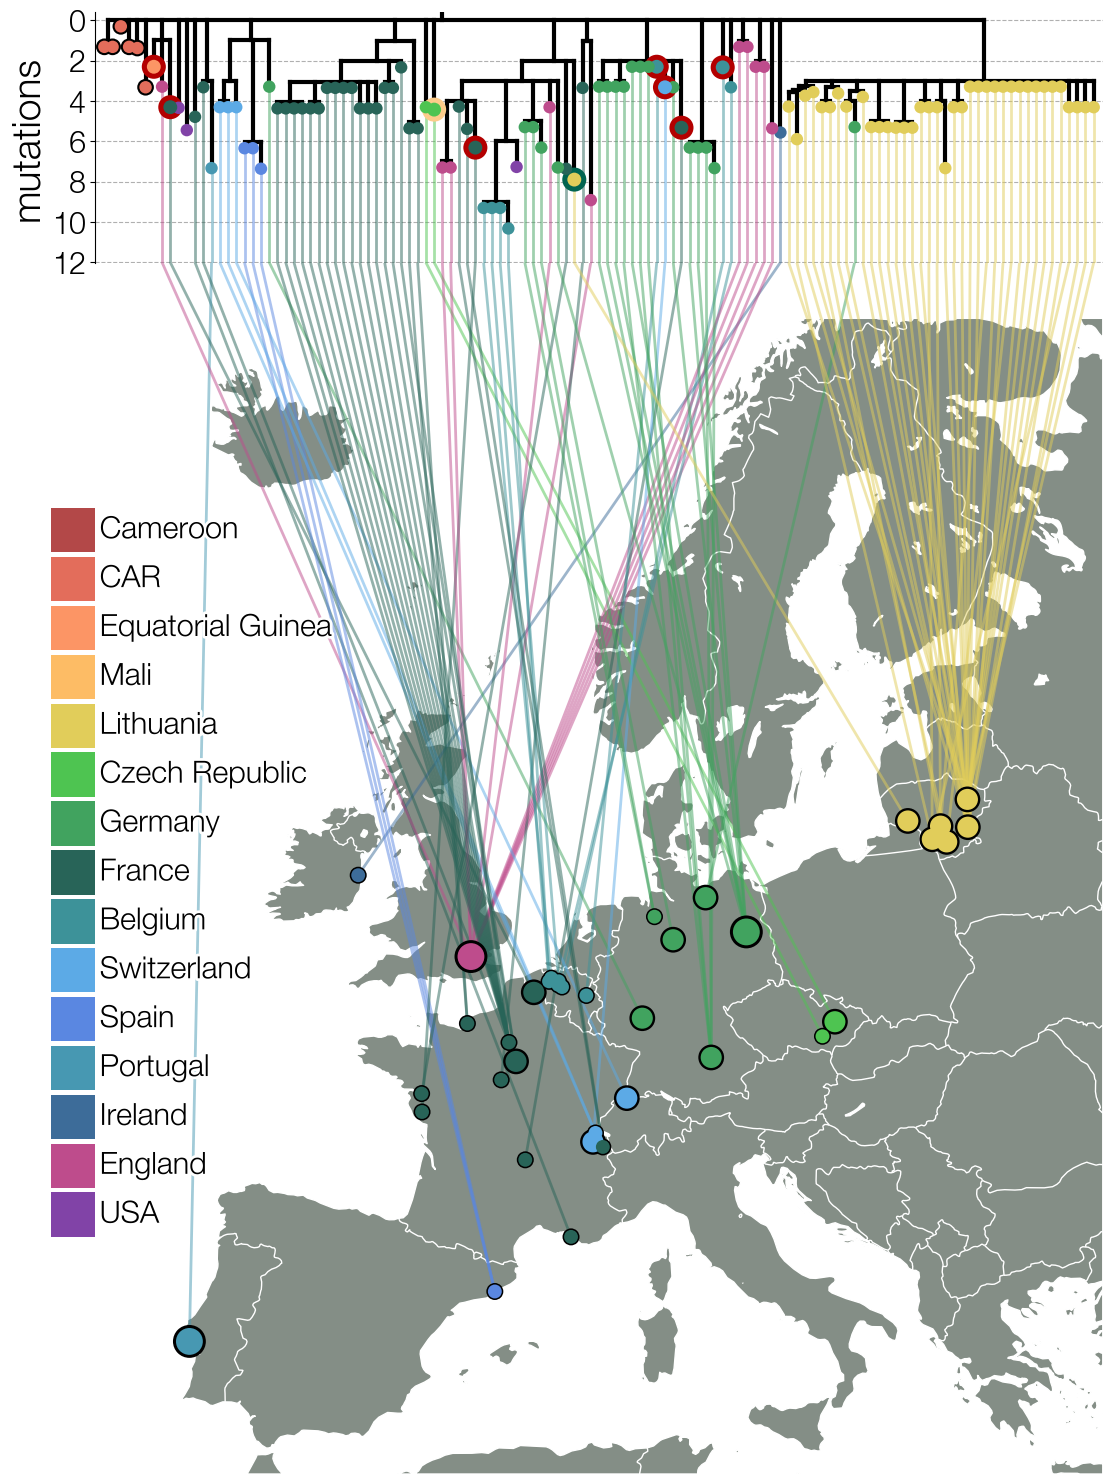 0
2
4
6
8
10
12
mutations
Cameroon
CAR
Equatorial Guinea
Mali
Lithuania
Czech Republic
Germany
France
Belgium
Switzerland
Spain
Portugal
Ireland
England
USA